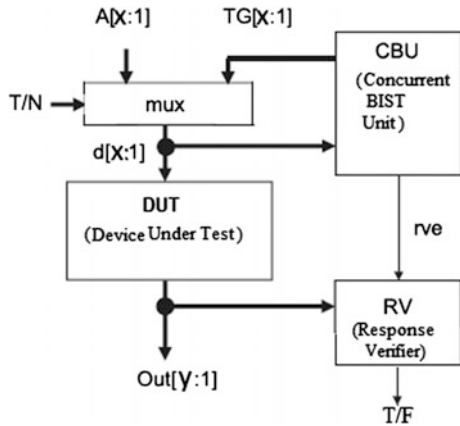 A[X:1]
TG[X:1]
CBU
(Concurrent
BIST
Unit)
T/N
mux
d[X:1]
DUT
(Device Under Test)
rve
RV
(Response
Verifier)
Out[Y:1]
T/F